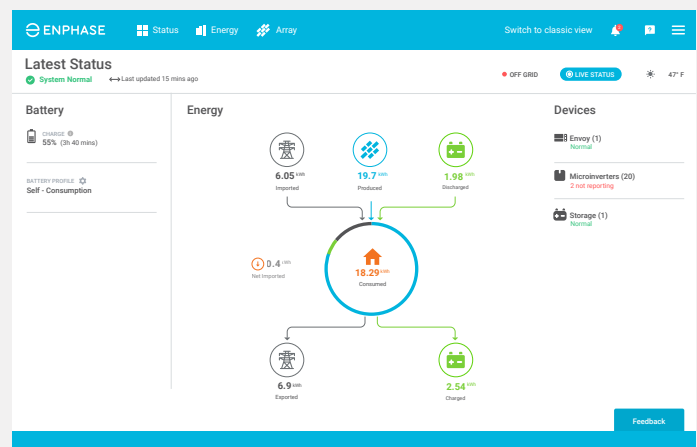 ENPHASE
Status
Energy
Array
Switch to classic view
Latest Status
System Normal
Last updated 15 mins ago
OFF GRID
LIVE STATUS
47° F
Battery
CHARGE
55% (3h 40 mins)
BATTERY PROFILE
Self - Consumption
Energy
6.05 kWh
Imported
19.7 kWh
Produced
1.98 kWh
Discharged
0.4 kWh
Net imported
18.29 kWh
Consumed
6.9 kWh
Exported
2.54 kWh
Charged
Devices
Envoy (1)
Normal
Microinverters (20)
2 not reporting
Storage (1)
Normal
Feedback